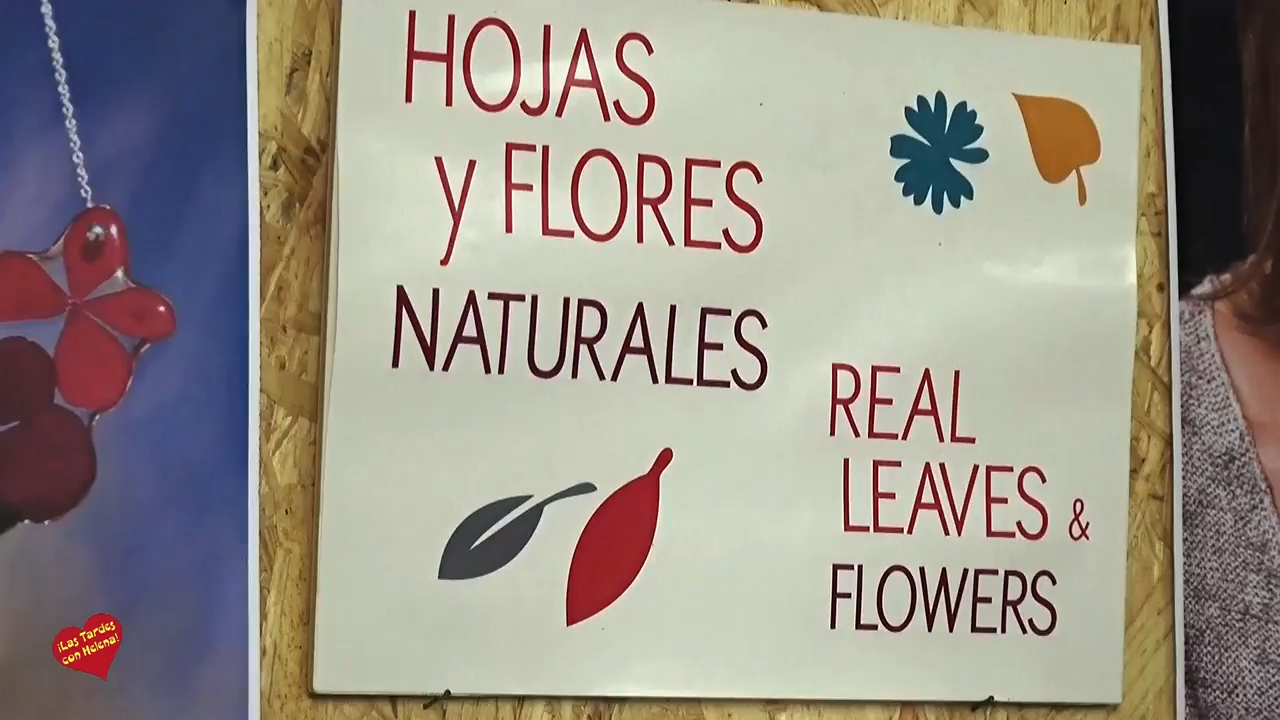 HOJAS
y FLORES
NATURALES
REAL
LEAVES &
FLOWERS
¡Las Tardes
con Helena!